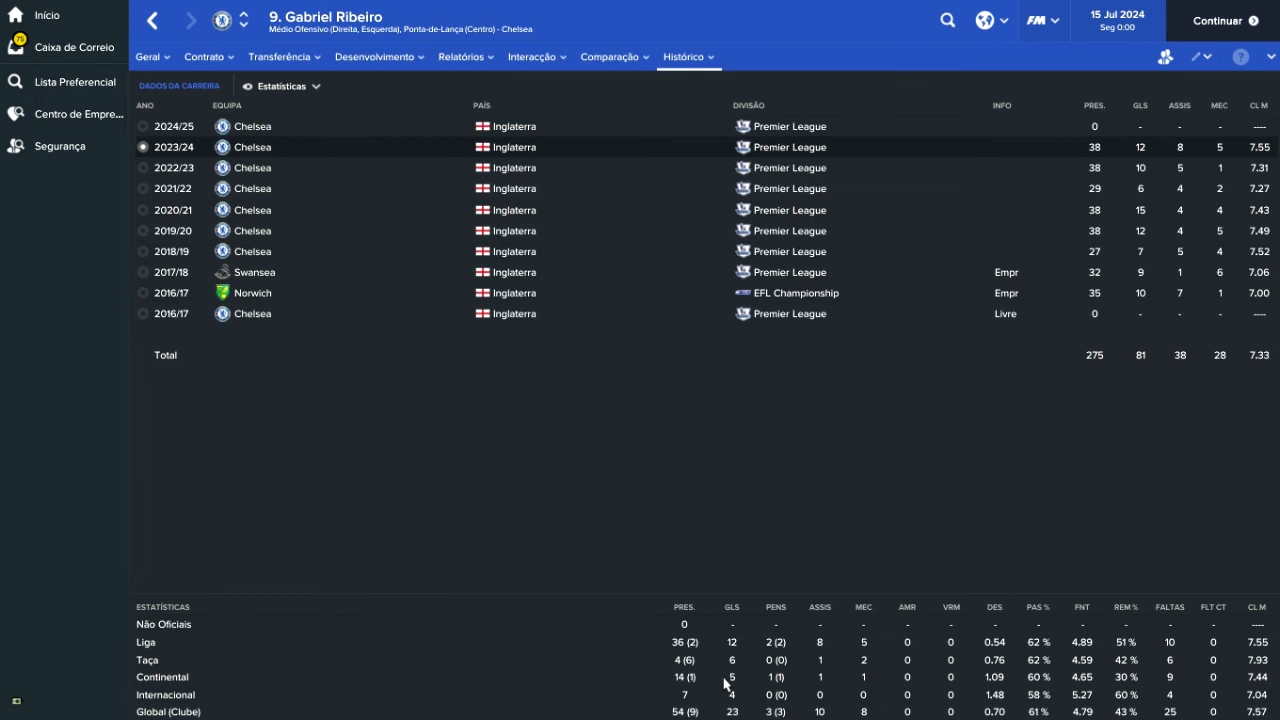 Início
9. Gabriel Ribeiro
Médio Ofensivo (Direita, Esquerda), Ponta-de-Lança (Centro) - Chelsea
FM
15 Jul 2024
Seg 0:00
Continuar
75
Caixa de Correio
Geral Contrato Transferência Desenvolvimento Relatórios Interacção Comparação Histórico
?
Lista Preferencial
DADOS DA CARREIRA Estatísticas
Centro de Empre...
Segurança
ANO EQUIPA PAÍS DIVISÃO INFO PRES. GLS ASSIS MEC CL M
2024/25 Chelsea Inglaterra Premier League 0 - - - ----
2023/24 Chelsea Inglaterra Premier League 38 12 8 5 7.55
2022/23 Chelsea Inglaterra Premier League 38 10 5 1 7.31
2021/22 Chelsea Inglaterra Premier League 29 6 4 2 7.27
2020/21 Chelsea Inglaterra Premier League 38 15 4 4 7.43
2019/20 Chelsea Inglaterra Premier League 38 12 4 5 7.49
2018/19 Chelsea Inglaterra Premier League 27 7 5 4 7.52
2017/18 Swansea Inglaterra Premier League Empr 32 9 1 6 7.06
2016/17 Norwich Inglaterra EFL Championship Empr 35 10 7 1 7.00
2016/17 Chelsea Inglaterra Premier League Livre 0 - - - ----
Total 275 81 38 28 7.33
ESTATÍSTICAS PRES. GLS PENS ASSIS MEC AMR VRM DES PAS % FNT REM % FALTAS FLT CT CL M
Não Oficiais 0 - - - - - - - - - - - - ----
Liga 36 (2) 12 2 (2) 8 5 0 0 0.54 62 % 4.89 51 % 10 0 7.55
Taça 4 (6) 6 0 (0) 1 2 0 0 0.76 62 % 4.59 42 % 6 0 7.93
Continental 14 (1) 5 1 (1) 1 1 0 0 1.09 60 % 4.65 30 % 9 0 7.44
Internacional 7 4 0 (0) 0 0 0 0 1.48 58 % 5.27 60 % 4 0 7.04
Global (Clube) 54 (9) 23 3 (3) 10 8 0 0 0.70 61 % 4.79 43 % 25 0 7.57